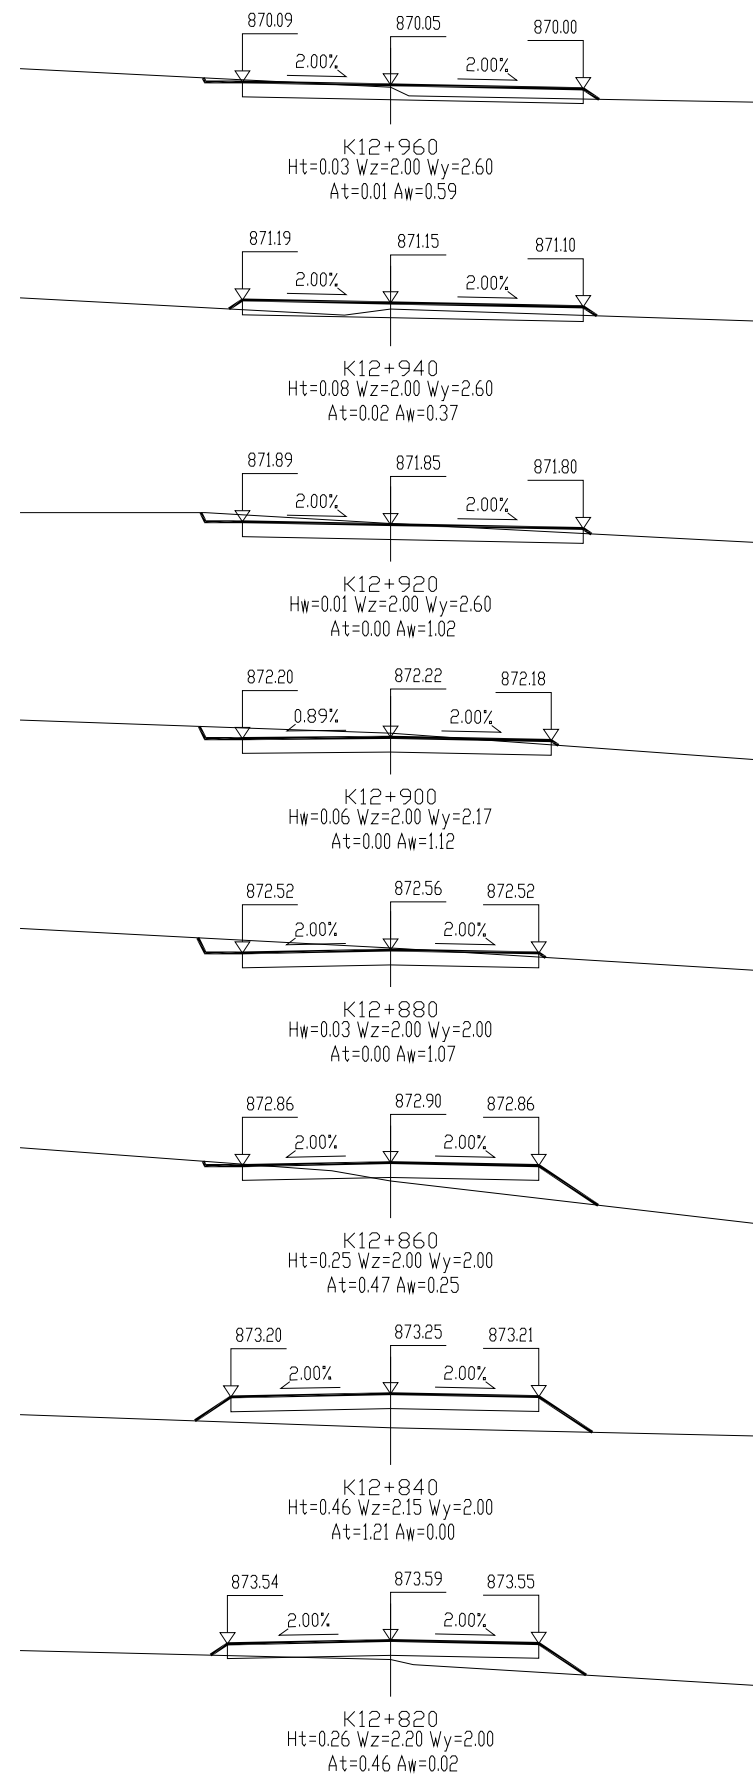 870.09 870.05 870.00
2.00% 2.00%
K12+960
Ht=0.03 Wz=2.00 Wy=2.60
At=0.01 Aw=0.59
871.19 871.15 871.10
2.00% 2.00%
K12+940
Ht=0.08 Wz=2.00 Wy=2.60
At=0.02 Aw=0.37
871.89 871.85 871.80
2.00% 2.00%
K12+920
Hw=0.01 Wz=2.00 Wy=2.60
At=0.00 Aw=1.02
872.20 872.22 872.18
0.89% 2.00%
K12+900
Hw=0.06 Wz=2.00 Wy=2.17
At=0.00 Aw=1.12
872.52 872.56 872.52
2.00% 2.00%
K12+880
Hw=0.03 Wz=2.00 Wy=2.00
At=0.00 Aw=1.07
872.86 872.90 872.86
2.00% 2.00%
K12+860
Ht=0.25 Wz=2.00 Wy=2.00
At=0.47 Aw=0.25
873.20 873.25 873.21
2.00% 2.00%
K12+840
Ht=0.46 Wz=2.15 Wy=2.00
At=1.21 Aw=0.00
873.54 873.59 873.55
2.00% 2.00%
K12+820
Ht=0.26 Wz=2.20 Wy=2.00
At=0.46 Aw=0.02